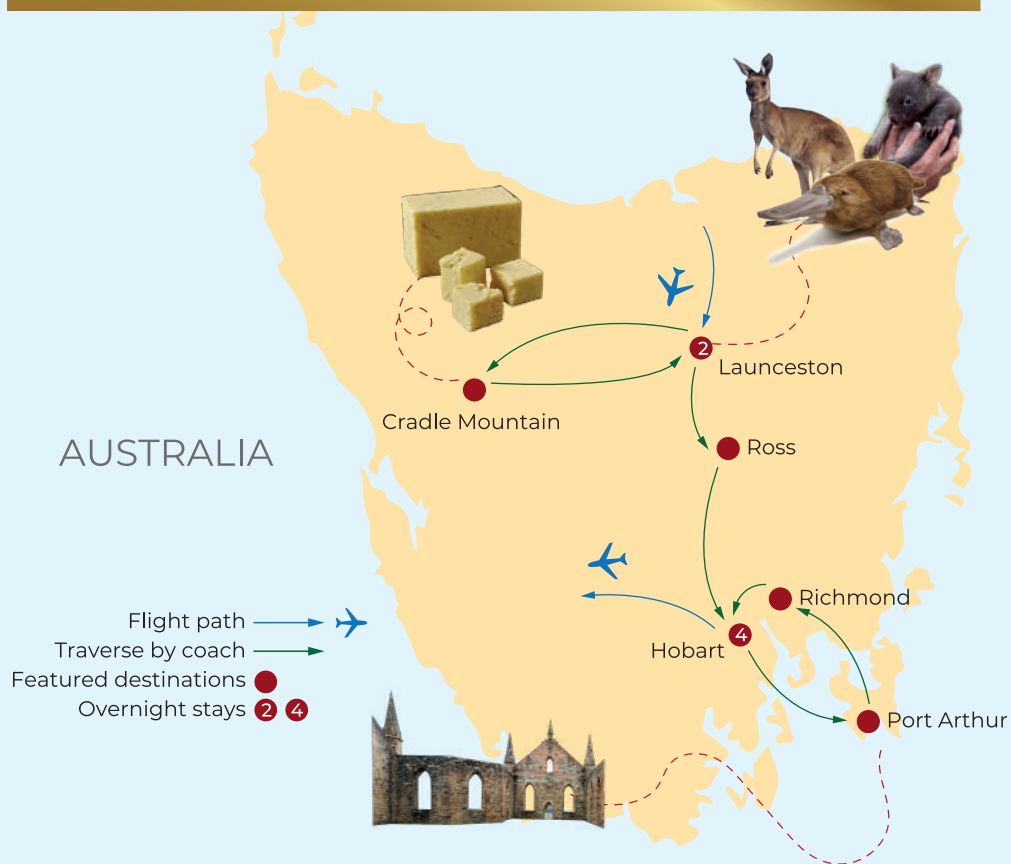 2
Launceston
Cradle Mountain
AUSTRALIA
Ross
Richmond
4
Hobart
Port Arthur
Flight path
Traverse by coach
Featured destinations
Overnight stays 2 4